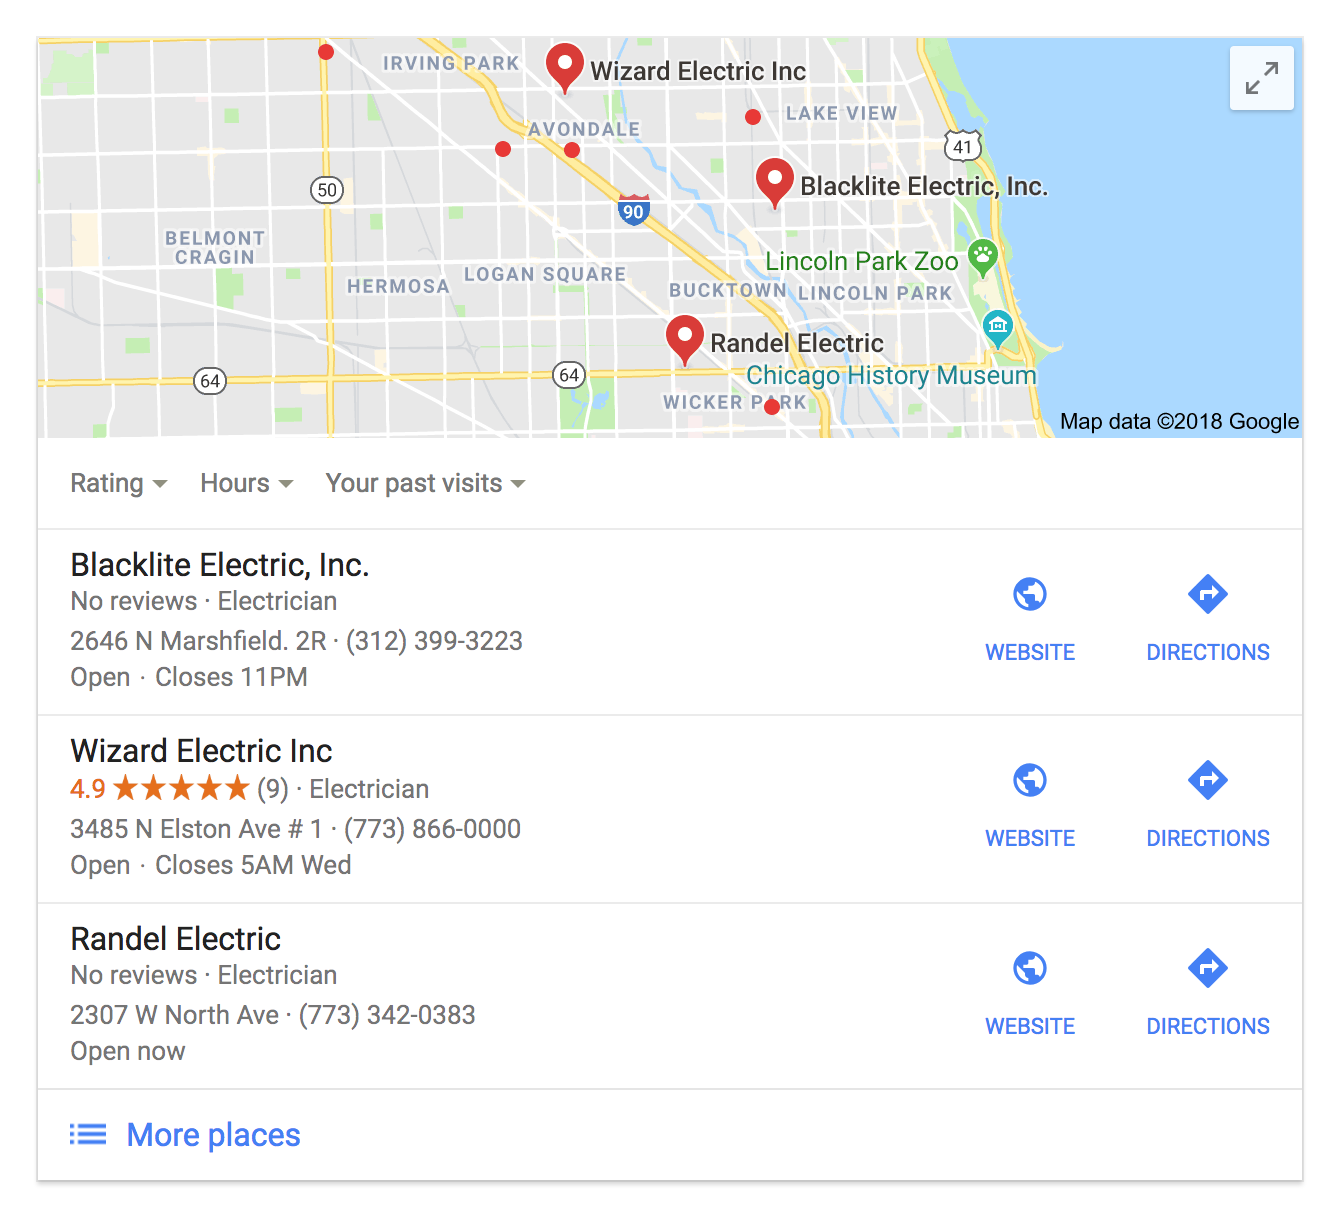 IRVING PARK
Wizard Electric Inc
LAKE VIEW
AVONDALE
41
50
Blacklite Electric, Inc.
90
BELMONT
CRAGIN
Lincoln Park Zoo
LOGAN SQUARE
HERMOSA
BUCKTOWN
LINCOLN PARK
Randel Electric
64
64
Chicago History Museum
WICKER PARK
Map data ©2018 Google
Rating
Hours
Your past visits
Blacklite Electric, Inc.
No reviews · Electrician
2646 N Marshfield. 2R · (312) 399-3223
Open · Closes 11PM
WEBSITE
DIRECTIONS
Wizard Electric Inc
4.9 ★★★★★ (9) · Electrician
3485 N Elston Ave # 1 · (773) 866-0000
Open · Closes 5AM Wed
WEBSITE
DIRECTIONS
Randel Electric
No reviews · Electrician
2307 W North Ave · (773) 342-0383
Open now
WEBSITE
DIRECTIONS
More places